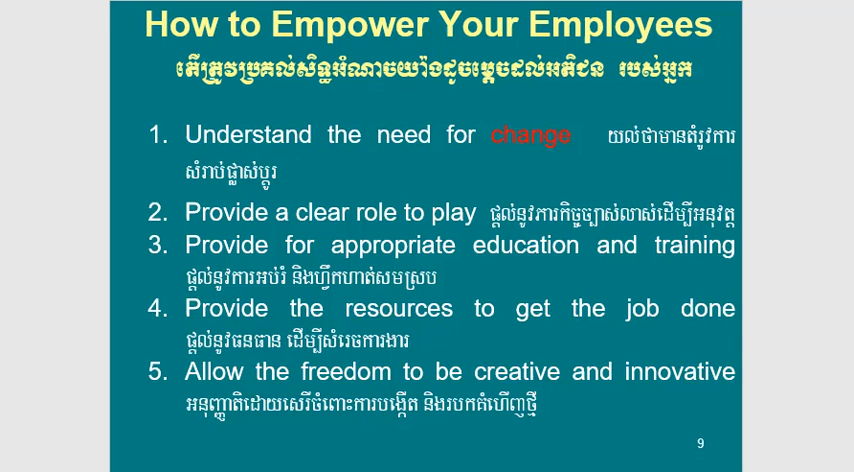 How to Empower Your Employees
តើត្រូវប្រគល់សិទ្ធអំណាចយ៉ាងដូចម្តេចដល់អតិជន របស់អ្នក
1. Understand the need for change យល់ថាមានតំរូវការ
សំរាប់ផ្លាស់ប្តូរ
2. Provide a clear role to play ផ្តល់នូវភារកិច្ចច្បាស់លាស់ដើម្បីអនុវត្ត
3. Provide for appropriate education and training
ផ្តល់នូវការអប់រំ និងហ្វឹកហាត់សមស្រប
4. Provide the resources to get the job done
ផ្តល់នូវធនធាន ដើម្បីសំរេចការងារ
5. Allow the freedom to be creative and innovative
អនុញ្ញាតិដោយសេរីចំពោះការបង្កើត និងរបកគំហើញថ្មី
9